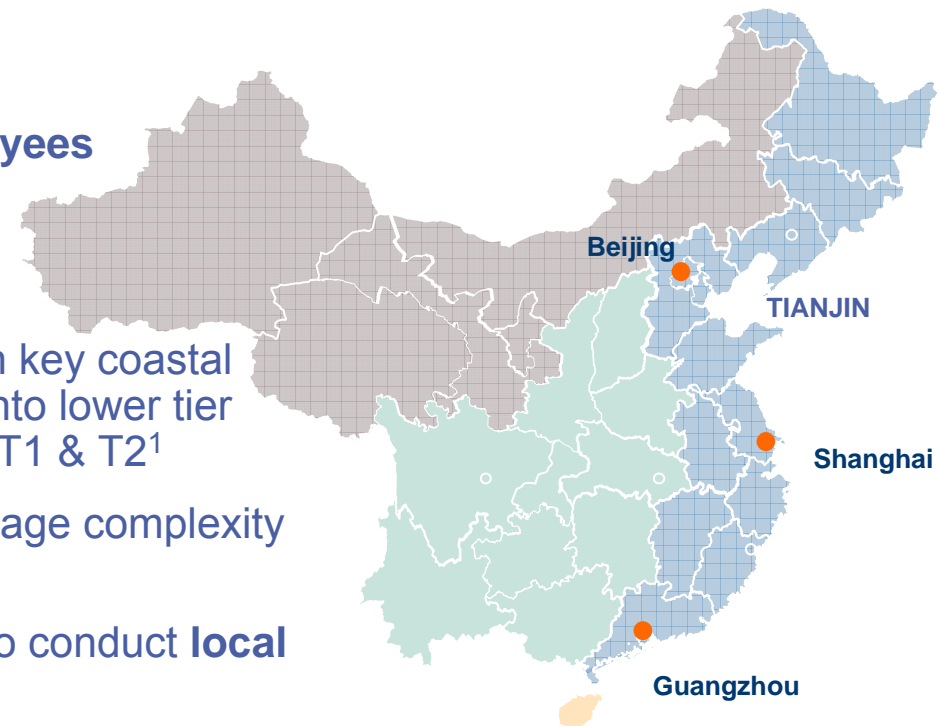 yees
Beijing
TIANJIN
key coastal
nto lower tier
T1 & T2¹
Shanghai
age complexity
o conduct local
Guangzhou